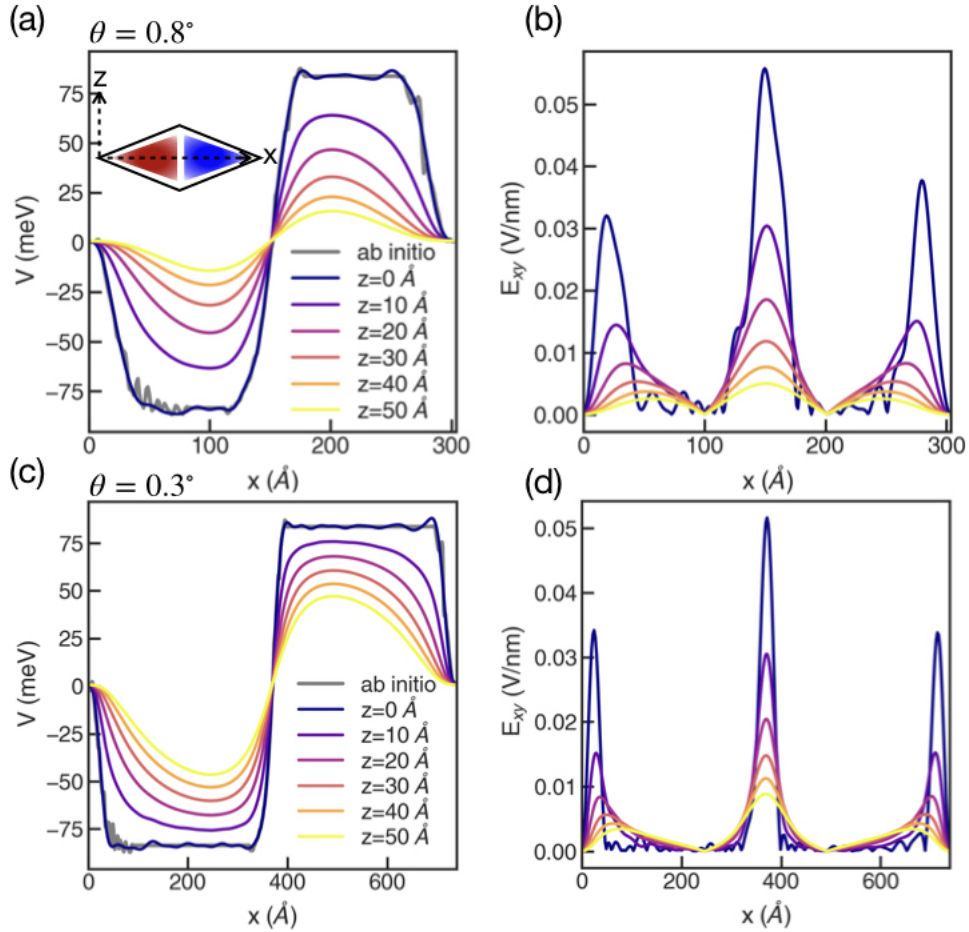 (a)
θ = 0.8°
V (meV)
75
50
25
0
−25
−50
−75
z
x
ab initio
z=0 Å
z=10 Å
z=20 Å
z=30 Å
z=40 Å
z=50 Å
0 100 200 300
x (Å)
(b)
E_xy (V/nm)
0.05
0.04
0.03
0.02
0.01
0.00
0 100 200 300
x (Å)
(c)
θ = 0.3°
V (meV)
75
50
25
0
−25
−50
−75
ab initio
z=0 Å
z=10 Å
z=20 Å
z=30 Å
z=40 Å
z=50 Å
0 200 400 600
x (Å)
(d)
E_xy (V/nm)
0.05
0.04
0.03
0.02
0.01
0.00
0 200 400 600
x (Å)